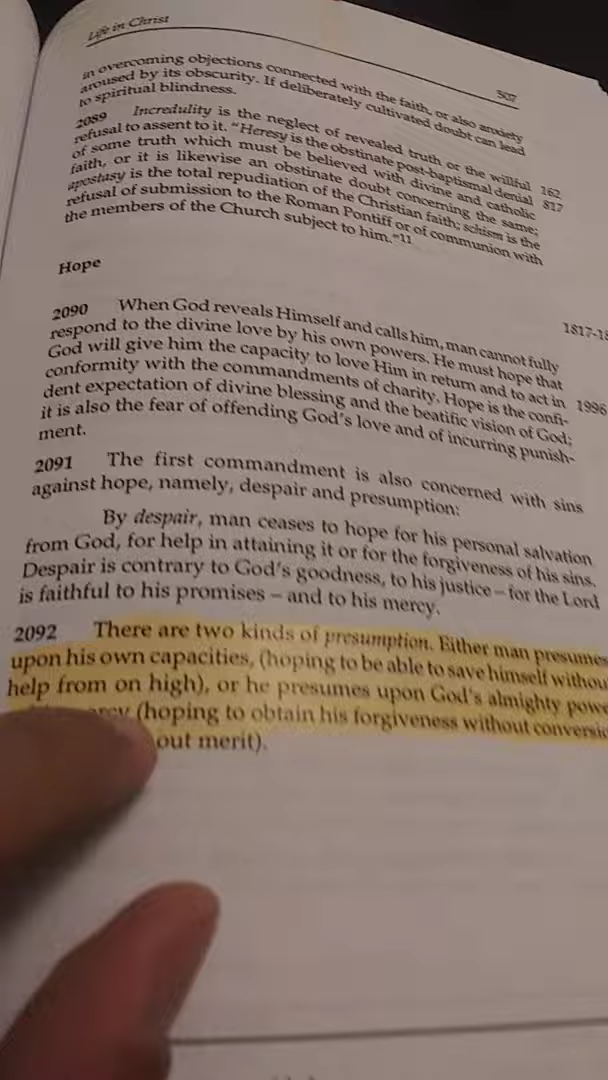 Life in Christ
507
in overcoming objections connected with the faith, or also anxiety
aroused by its obscurity. If deliberately cultivated doubt can lead
to spiritual blindness.
2089 Incredulity is the neglect of revealed truth or the willful 162
refusal to assent to it. "Heresy is the obstinate post-baptismal denial 817
of some truth which must be believed with divine and catholic
faith, or it is likewise an obstinate doubt concerning the same;
apostasy is the total repudiation of the Christian faith; schism is the
refusal of submission to the Roman Pontiff or of communion with
the members of the Church subject to him."11
Hope
2090 When God reveals Himself and calls him, man cannot fully 1817-18
respond to the divine love by his own powers. He must hope that
God will give him the capacity to love Him in return and to act in 1996
conformity with the commandments of charity. Hope is the confi-
dent expectation of divine blessing and the beatific vision of God;
it is also the fear of offending God's love and of incurring punish-
ment.
2091 The first commandment is also concerned with sins
against hope, namely, despair and presumption:
By despair, man ceases to hope for his personal salvation
from God, for help in attaining it or for the forgiveness of his sins.
Despair is contrary to God's goodness, to his justice – for the Lord
is faithful to his promises – and to his mercy.
2092 There are two kinds of presumption. Either man presumes
upon his own capacities, (hoping to be able to save himself withou
help from on high), or he presumes upon God's almighty powe
(hoping to obtain his forgiveness without conversio
out merit).